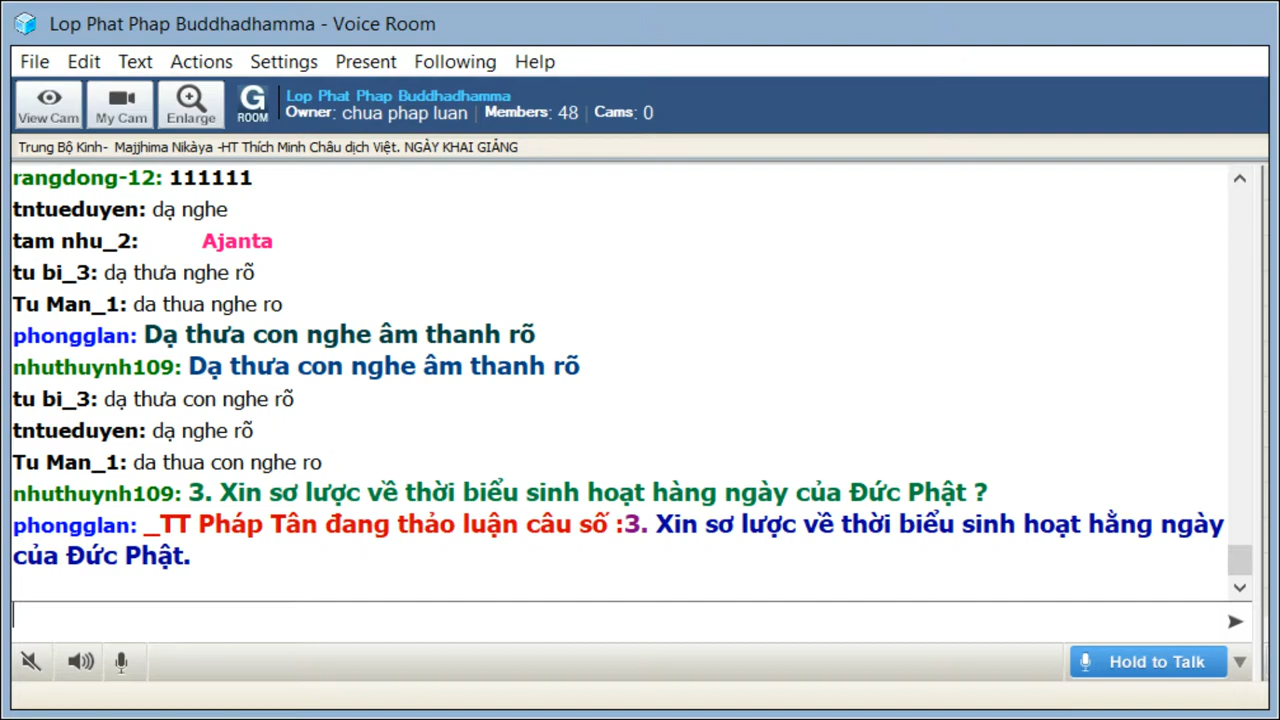 Lop Phat Phap Buddhadhamma - Voice Room
File Edit Text Actions Settings Present Following Help
View Cam My Cam Enlarge G ROOM Lop Phat Phap Buddhadhamma
Owner: chua phap luan | Members: 48 | Cams: 0
Trung Bộ Kinh- Majjhima Nikàya -HT Thích Minh Châu dịch Việt. NGÀY KHAI GIẢNG
rangdong-12: 111111
tntueduyen: dạ nghe
tam nhu_2: Ajanta
tu bi_3: dạ thưa nghe rõ
Tu Man_1: da thua nghe ro
phongglan: Dạ thưa con nghe âm thanh rõ
nhuthuynh109: Dạ thưa con nghe âm thanh rõ
tu bi_3: dạ thưa con nghe rõ
tntueduyen: dạ nghe rõ
Tu Man_1: da thua con nghe ro
nhuthuynh109: 3. Xin sơ lược về thời biểu sinh hoạt hàng ngày của Đức Phật ?
phongglan: _TT Pháp Tân đang thảo luận câu số :3. Xin sơ lược về thời biểu sinh hoạt hằng ngày
của Đức Phật.
Hold to Talk